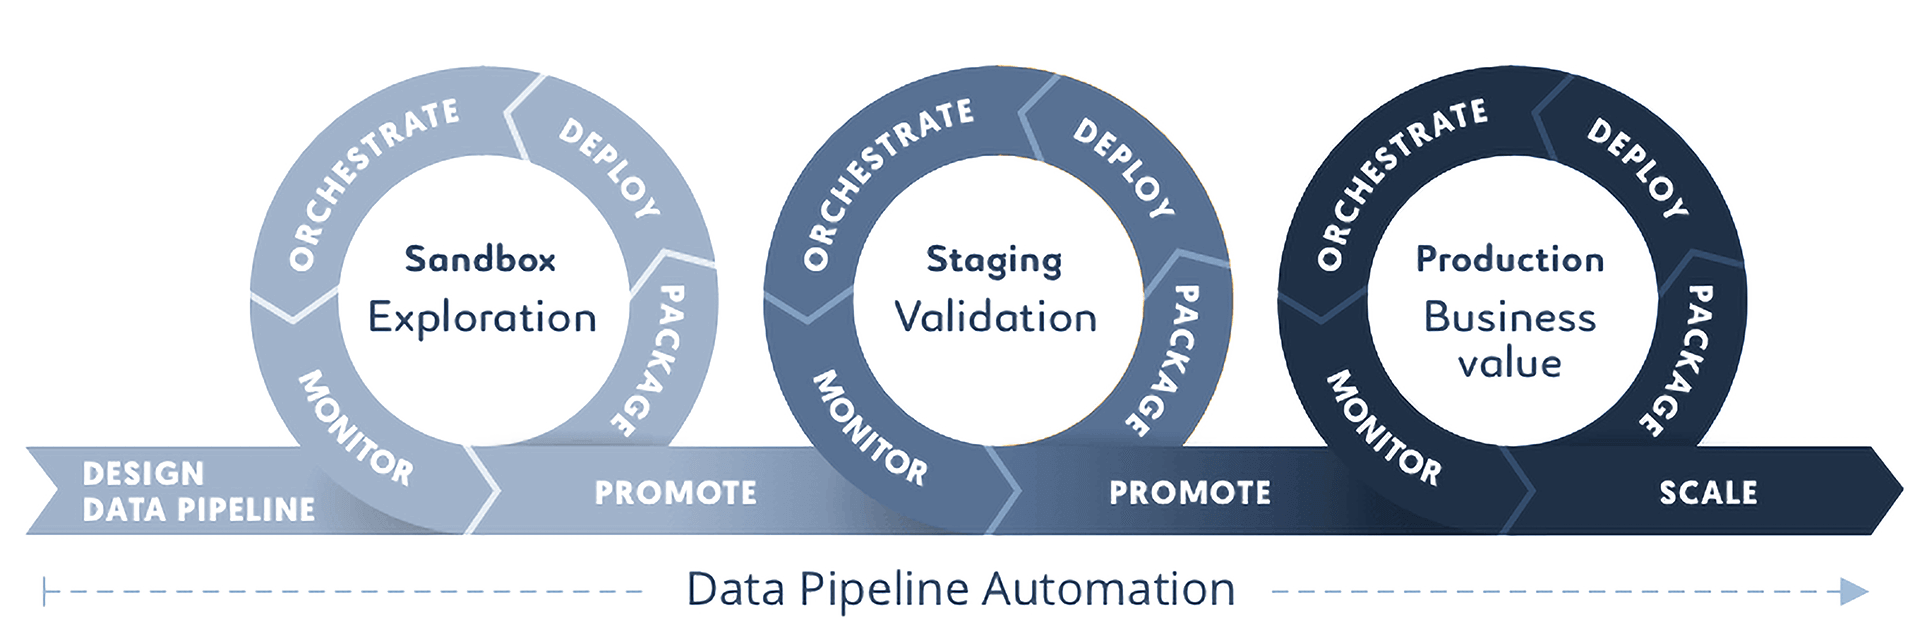 ORCHESTRATE
DEPLOY
PACKAGE
MONITOR
Sandbox
Exploration
ORCHESTRATE
DEPLOY
PACKAGE
MONITOR
Staging
Validation
ORCHESTRATE
DEPLOY
PACKAGE
MONITOR
Production
Business
value
DESIGN
DATA PIPELINE
PROMOTE
PROMOTE
SCALE
Data Pipeline Automation